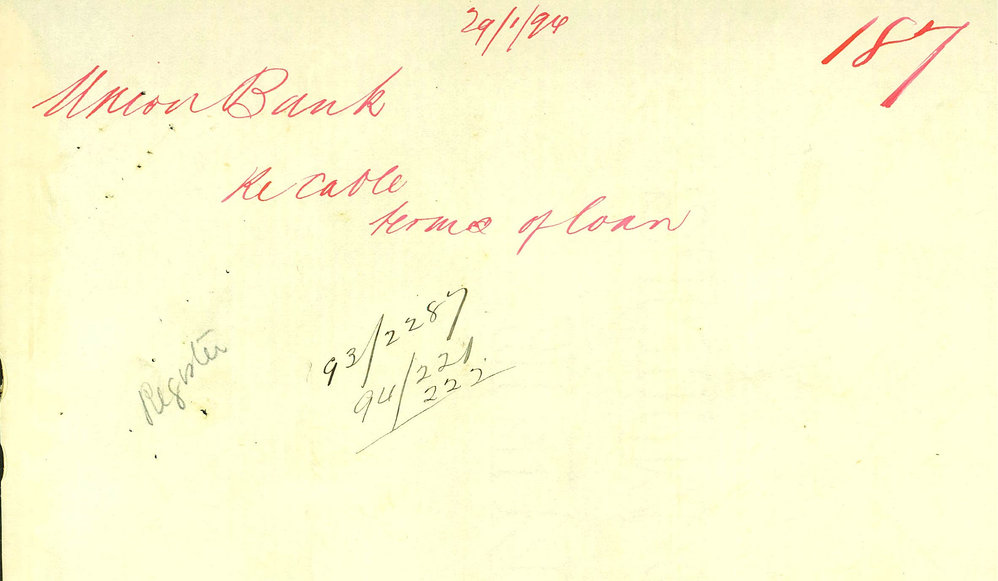 29/1/94
187
Union Bank
Re Cable
terms of loan
93/2287
94/221
222
Register